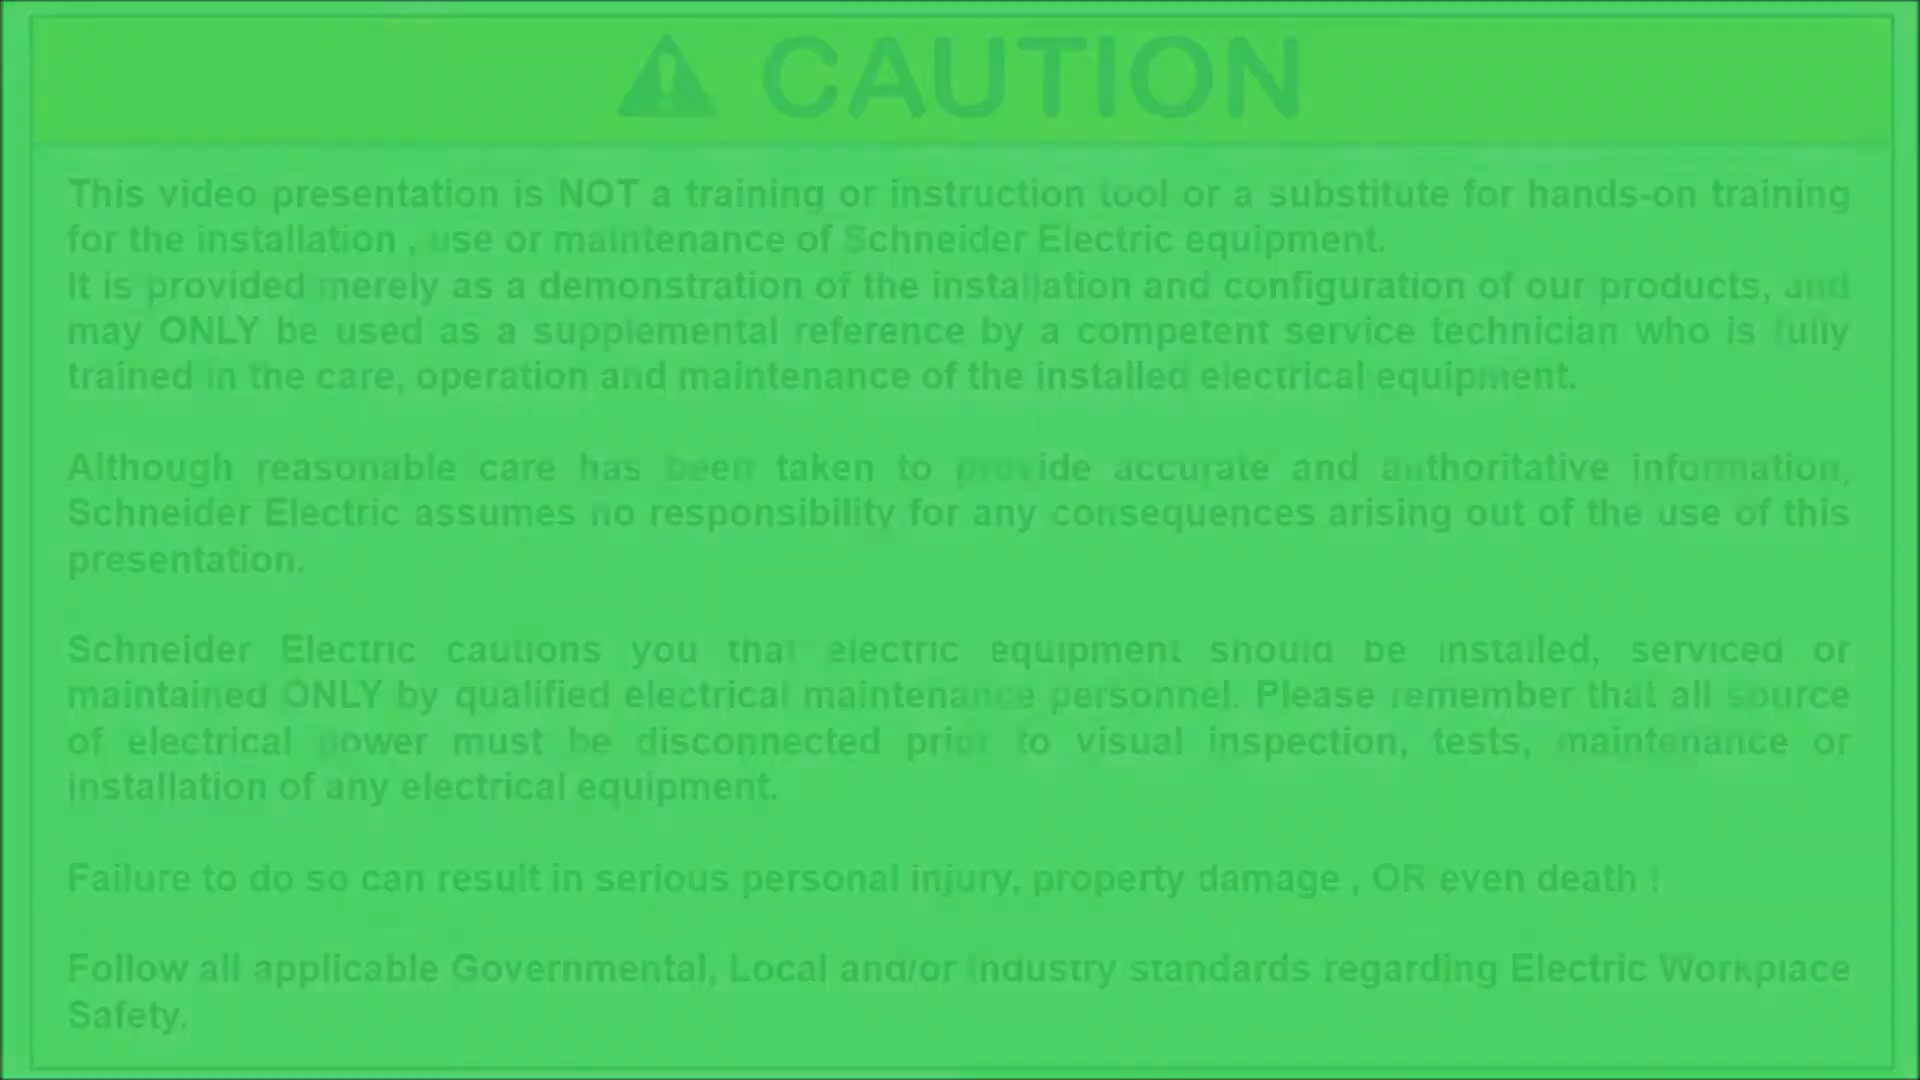 CAUTION
This video presentation is NOT a training or instruction tool or a substitute for hands-on training
for the installation , use or maintenance of Schneider Electric equipment.
It is provided merely as a demonstration of the installation and configuration of our products, and
may ONLY be used as a supplemental reference by a competent service technician who is fully
trained in the care, operation and maintenance of the installed electrical equipment.
Although reasonable care has been taken to provide accurate and authoritative information,
Schneider Electric assumes no responsibility for any consequences arising out of the use of this
presentation.
Schneider Electric cautions you that electric equipment should be installed, serviced or
maintained ONLY by qualified electrical maintenance personnel. Please remember that all source
of electrical power must be disconnected prior to visual inspection, tests, maintenance or
installation of any electrical equipment.
Failure to do so can result in serious personal injury, property damage , OR even death !
Follow all applicable Governmental, Local and/or industry standards regarding Electric Workplace
Safety.